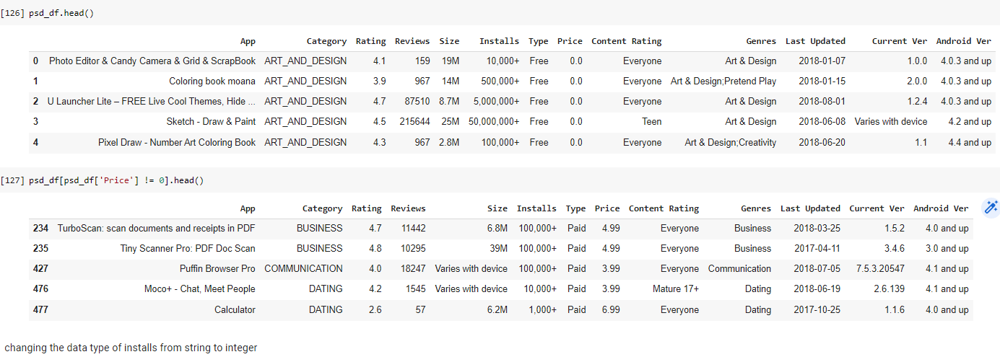 [126] psd_df.head()
App Category Rating Reviews Size Installs Type Price Content Rating Genres Last Updated Current Ver Android Ver
0 Photo Editor & Candy Camera & Grid & ScrapBook ART_AND_DESIGN 4.1 159 19M 10,000+ Free 0.0 Everyone Art & Design 2018-01-07 1.0.0 4.0.3 and up
1 Coloring book moana ART_AND_DESIGN 3.9 967 14M 500,000+ Free 0.0 Everyone Art & Design;Pretend Play 2018-01-15 2.0.0 4.0.3 and up
2 U Launcher Lite – FREE Live Cool Themes, Hide ... ART_AND_DESIGN 4.7 87510 8.7M 5,000,000+ Free 0.0 Everyone Art & Design 2018-08-01 1.2.4 4.0.3 and up
3 Sketch - Draw & Paint ART_AND_DESIGN 4.5 215644 25M 50,000,000+ Free 0.0 Teen Art & Design 2018-06-08 Varies with device 4.2 and up
4 Pixel Draw - Number Art Coloring Book ART_AND_DESIGN 4.3 967 2.8M 100,000+ Free 0.0 Everyone Art & Design;Creativity 2018-06-20 1.1 4.4 and up
[127] psd_df[psd_df['Price'] != 0].head()
App Category Rating Reviews Size Installs Type Price Content Rating Genres Last Updated Current Ver Android Ver
234 TurboScan: scan documents and receipts in PDF BUSINESS 4.7 11442 6.8M 100,000+ Paid 4.99 Everyone Business 2018-03-25 1.5.2 4.0 and up
235 Tiny Scanner Pro: PDF Doc Scan BUSINESS 4.8 10295 39M 100,000+ Paid 4.99 Everyone Business 2017-04-11 3.4.6 3.0 and up
427 Puffin Browser Pro COMMUNICATION 4.0 18247 Varies with device 100,000+ Paid 3.99 Everyone Communication 2018-07-05 7.5.3.20547 4.1 and up
476 Moco+ - Chat, Meet People DATING 4.2 1545 Varies with device 10,000+ Paid 3.99 Mature 17+ Dating 2018-06-19 2.6.139 4.1 and up
477 Calculator DATING 2.6 57 6.2M 1,000+ Paid 6.99 Everyone Dating 2017-10-25 1.1.6 4.0 and up
changing the data type of installs from string to integer